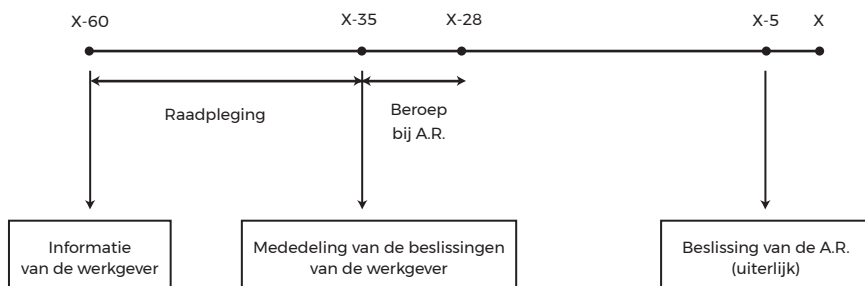 X-60
X-35
X-28
X-5
X
Raadpleging
Beroep
bij A.R.
Informatie
van de werkgever
Mededeling van de beslissingen
van de werkgever
Beslissing van de A.R.
(uiterlijk)